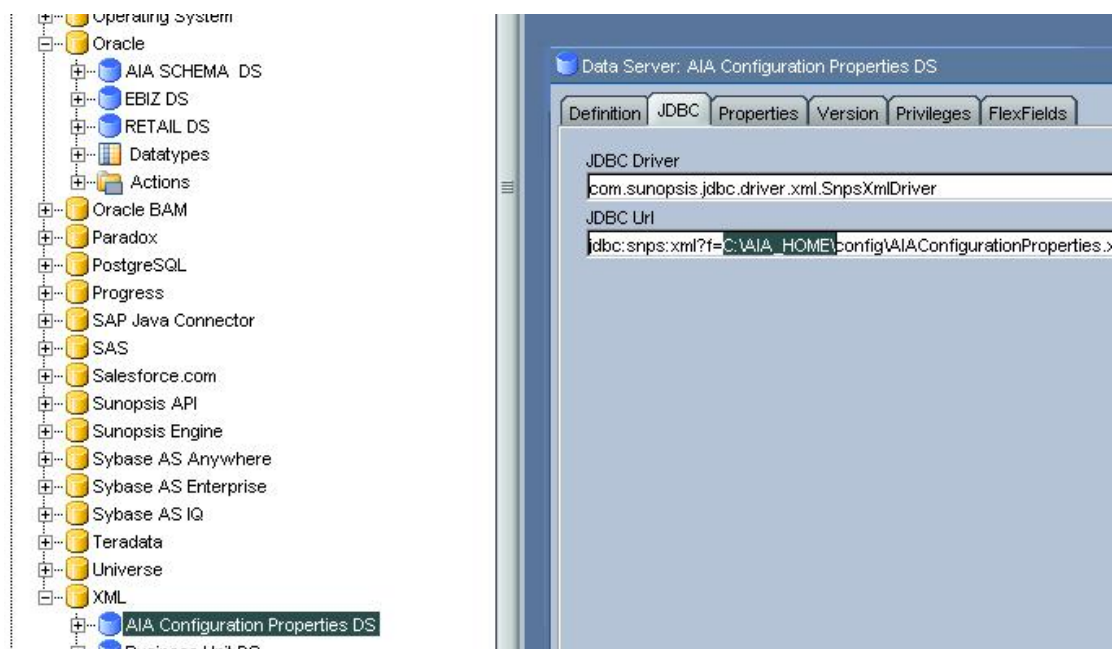 Operating System
Oracle
AIA SCHEMA DS
EBIZ DS
RETAIL DS
Datatypes
Actions
Oracle BAM
Paradox
PostgreSQL
Progress
SAP Java Connector
SAS
Salesforce.com
Sunopsis API
Sunopsis Engine
Sybase AS Anywhere
Sybase AS Enterprise
Sybase AS IQ
Teradata
Universe
XML
AIA Configuration Properties DS
Business Unit DS
Data Server: AIA Configuration Properties DS
Definition JDBC Properties Version Privileges FlexFields
JDBC Driver
com.sunopsis.jdbc.driver.xml.SnpsXmlDriver
JDBC Url
jdbc:snps:xml?f=C:\AIA_HOME\config\AIAConfigurationProperties.x